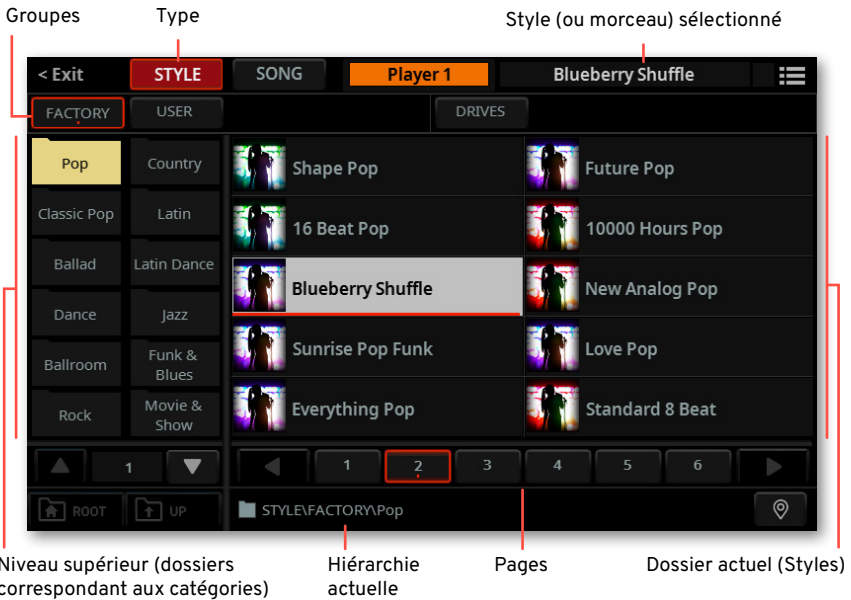 Groupes
Type
Style (ou morceau) sélectionné
< Exit
STYLE
SONG
Player 1
Blueberry Shuffle
FACTORY
USER
DRIVES
Pop
Country
Classic Pop
Latin
Ballad
Latin Dance
Dance
Jazz
Ballroom
Funk &
Blues
Rock
Movie &
Show
Shape Pop
Future Pop
16 Beat Pop
10000 Hours Pop
Blueberry Shuffle
New Analog Pop
Sunrise Pop Funk
Love Pop
Everything Pop
Standard 8 Beat
1
1
2
3
4
5
6
ROOT
UP
STYLE\FACTORY\Pop
Niveau supérieur (dossiers
correspondant aux catégories)
Hiérarchie
actuelle
Pages
Dossier actuel (Styles)